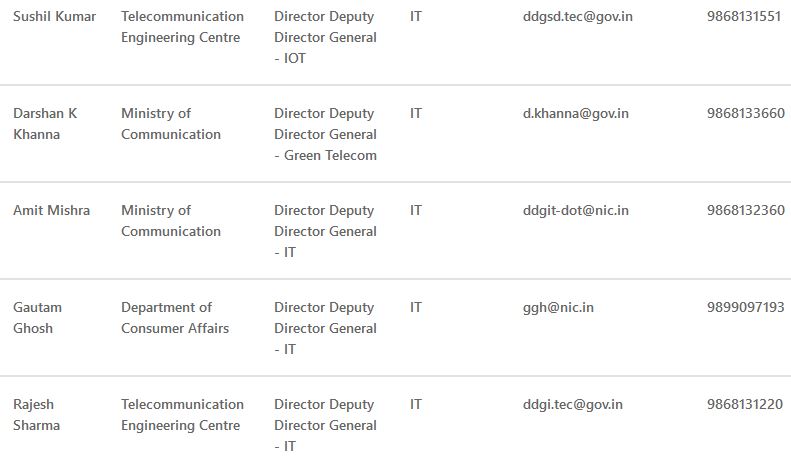 Sushil Kumar Telecommunication Director Deputy IT ddgsd.tec@gov.in 9868131551
Engineering Centre Director General
- IOT
Darshan K Ministry of Director Deputy IT d.khanna@gov.in 9868133660
Khanna Communication Director General
- Green Telecom
Amit Mishra Ministry of Director Deputy IT ddgit-dot@nic.in 9868132360
Communication Director General
- IT
Gautam Department of Director Deputy IT ggh@nic.in 9899097193
Ghosh Consumer Affairs Director General
- IT
Rajesh Telecommunication Director Deputy IT ddgi.tec@gov.in 9868131220
Sharma Engineering Centre Director General
- IT